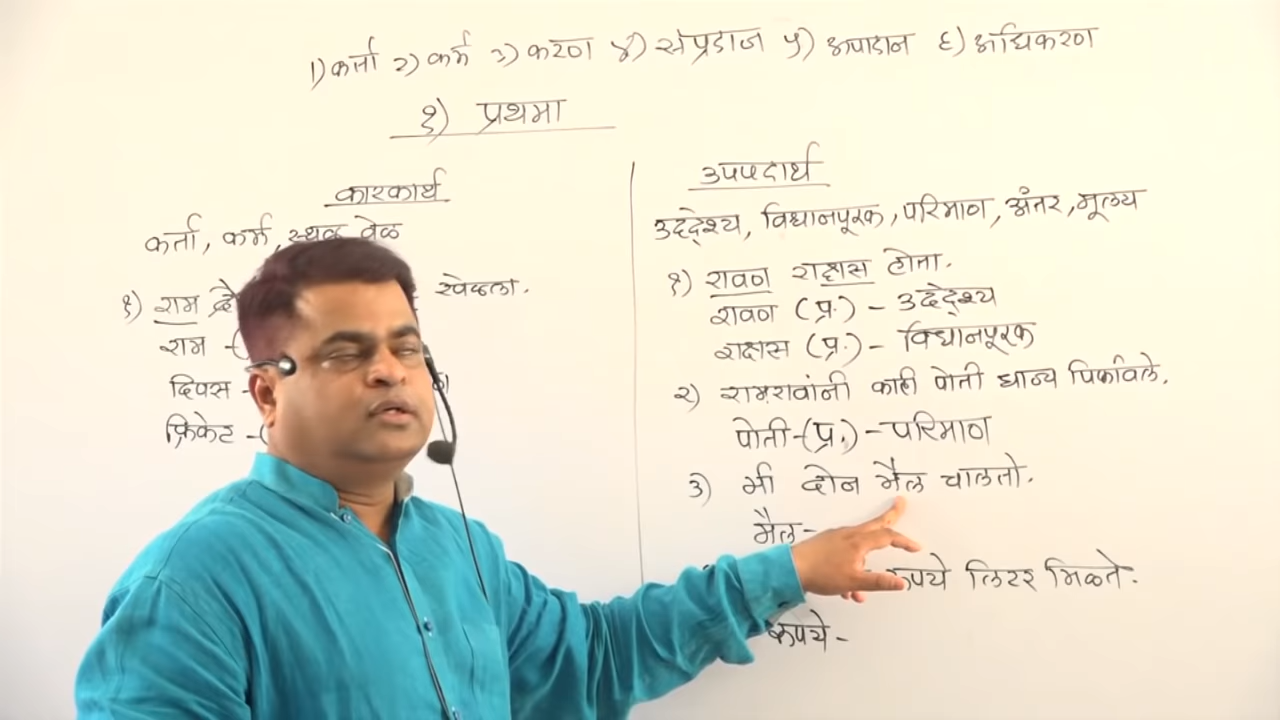 १) कर्ता २) कर्म ३) करण ४) संप्रदान ५) अपादान ६) अधिकरण
१) प्रथमा
कारकार्थ
कर्ता, कर्म, स्थळ वेळ
१) राम खेळला.
राम -(
दिवस -
क्रिकेट -(
उपपदार्थ
उद्देश्य, विधानपूरक, परिमाण, अंतर, मूल्य
१) रावण राक्षस होता.
रावण (प्र.) - उद्देश्य
राक्षस (प्र.) - विधानपूरक
२) रामरावांनी काही पोती धान्य पिकविले.
पोती-(प्र.)-परिमाण
३) मी दोन मैल चालतो.
मैल-
रुपये लिटर मिळते.
रुपये -